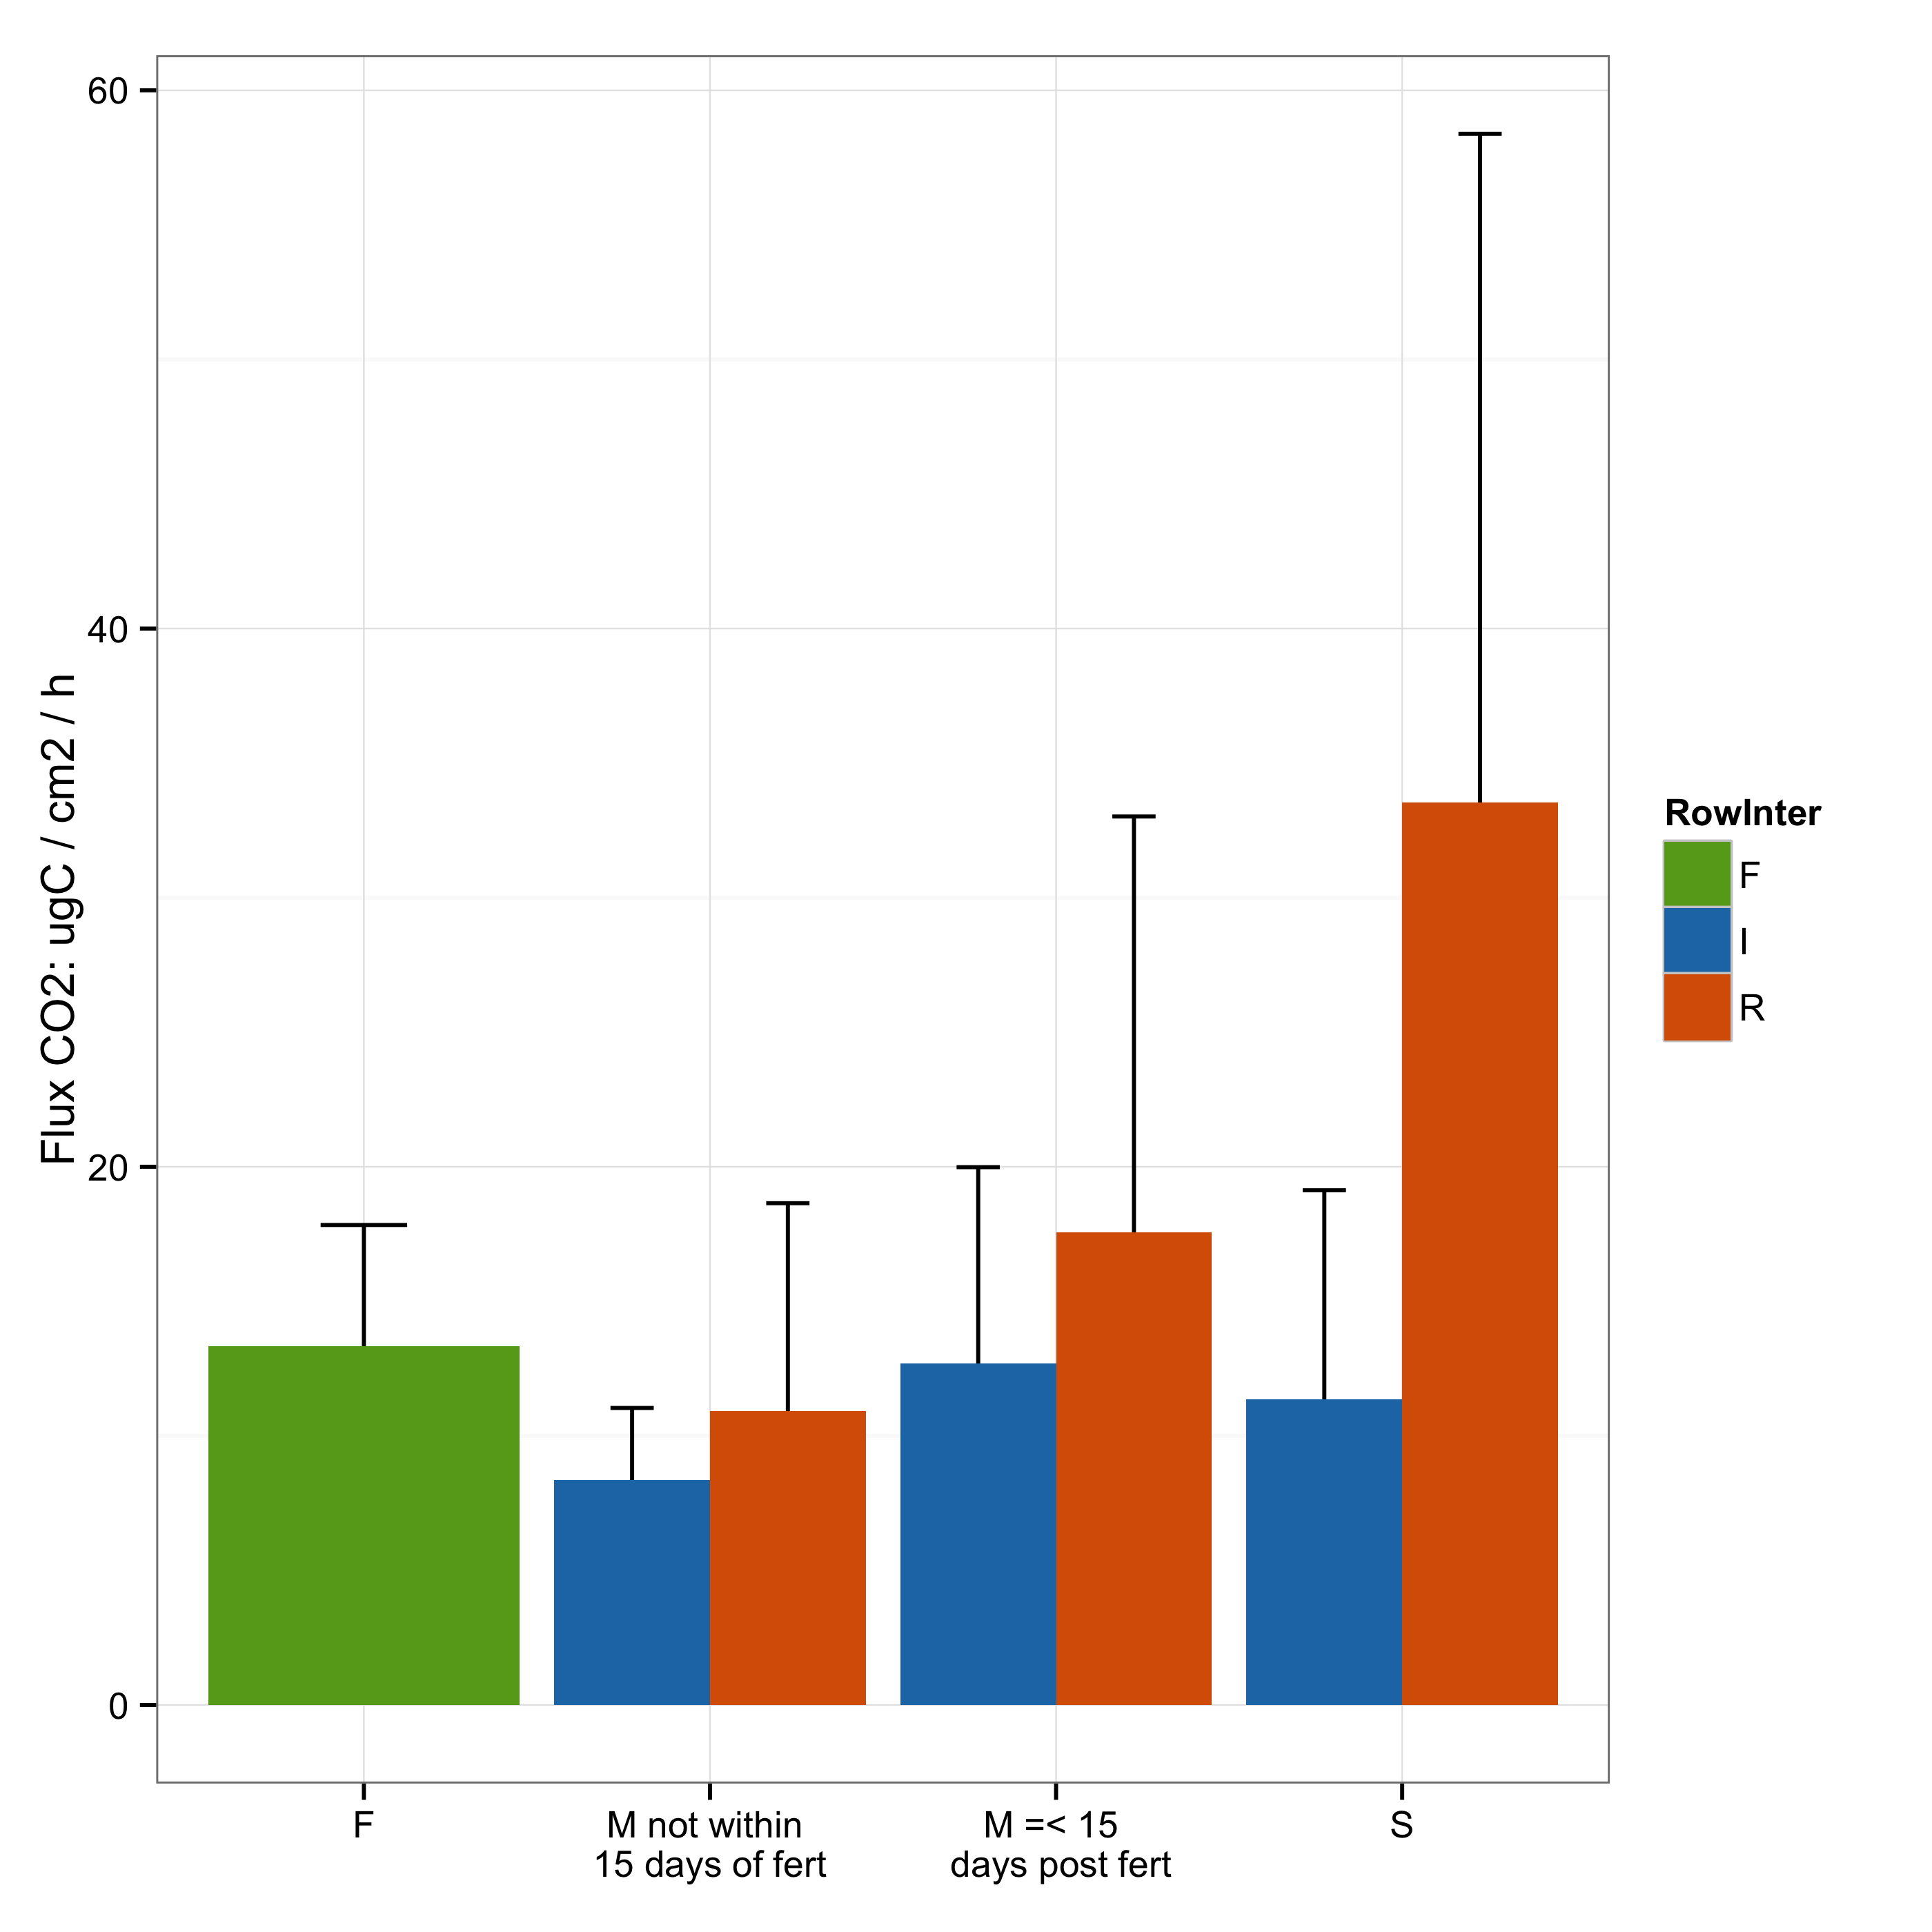 Flux CO2: ugC / cm2 / h
60
40
20
0
F
M not within
15 days of fert
M =< 15
days post fert
S
RowInter
F
I
R